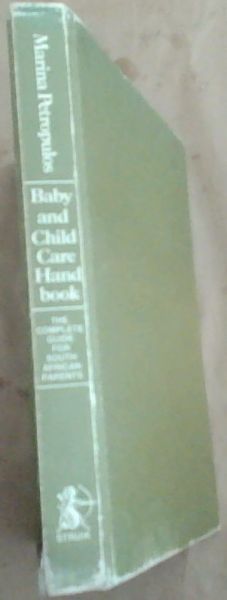 Marina Petropulos
Baby
and
Child
Care
Hand
book
THE
COMPLETE
GUIDE
FOR
SOUTH
AFRICAN
PARENTS
STRUIK